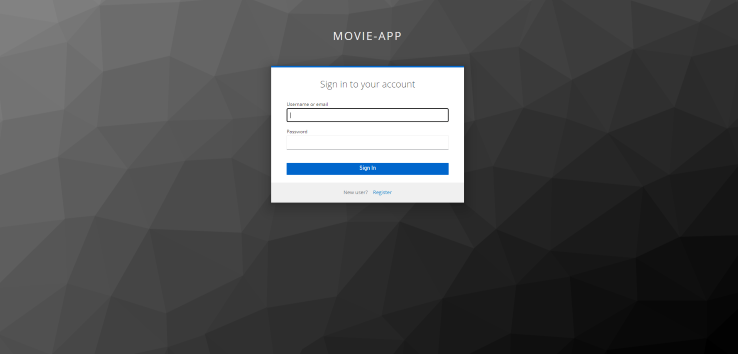 MOVIE-APP
Sign in to your account
Username or email
Password
Sign In
New user? Register